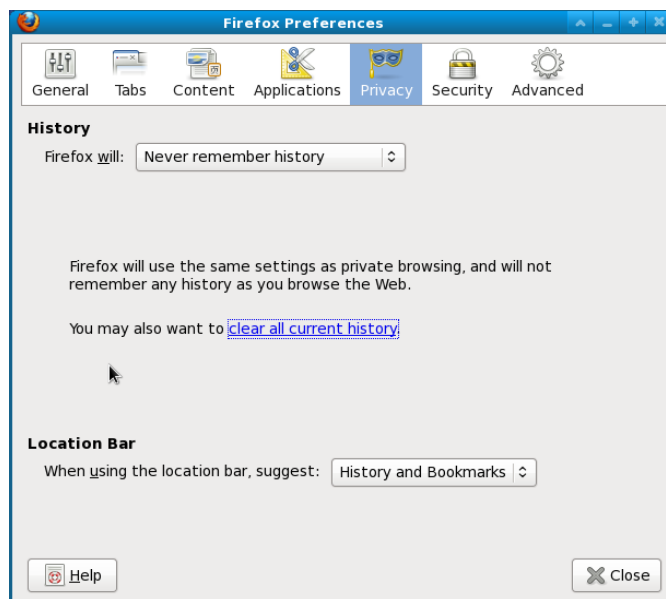 Firefox Preferences
General Tabs Content Applications Privacy Security Advanced
History
Firefox will: Never remember history
Firefox will use the same settings as private browsing, and will not
remember any history as you browse the Web.
You may also want to clear all current history.
Location Bar
When using the location bar, suggest: History and Bookmarks
Help Close